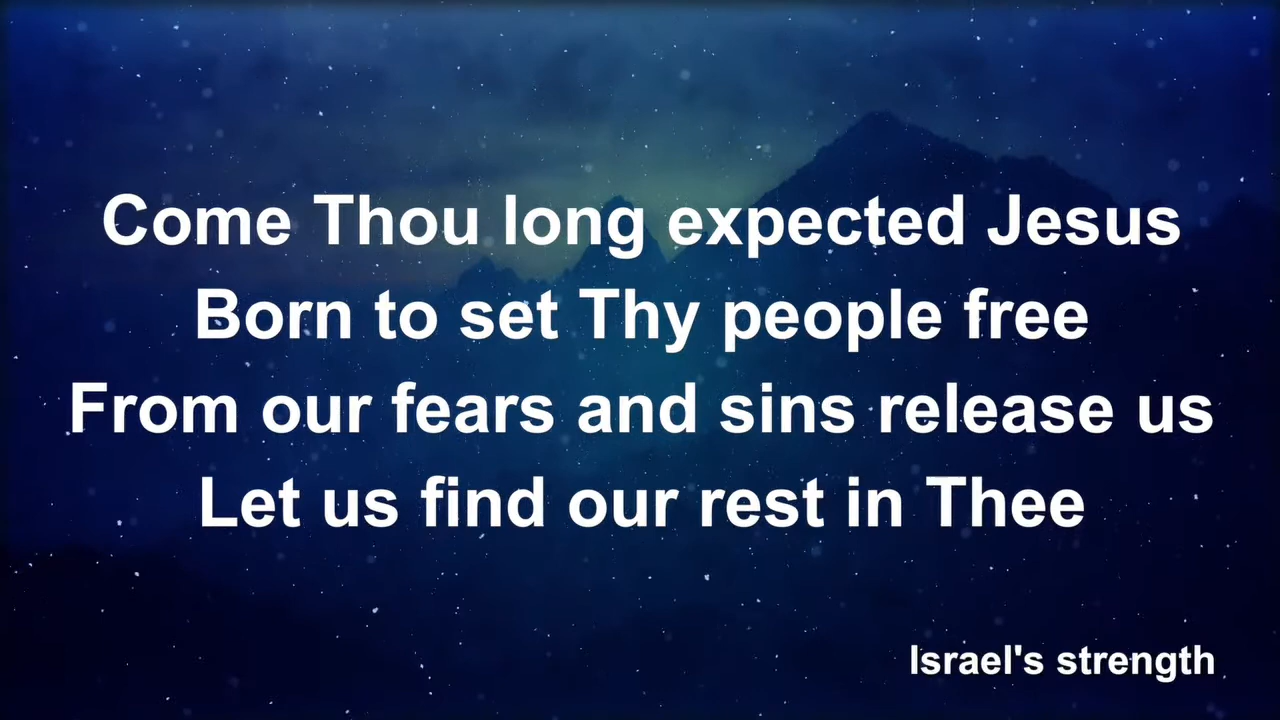 Come Thou long expected Jesus
Born to set Thy people free
From our fears and sins release us
Let us find our rest in Thee
Israel's strength